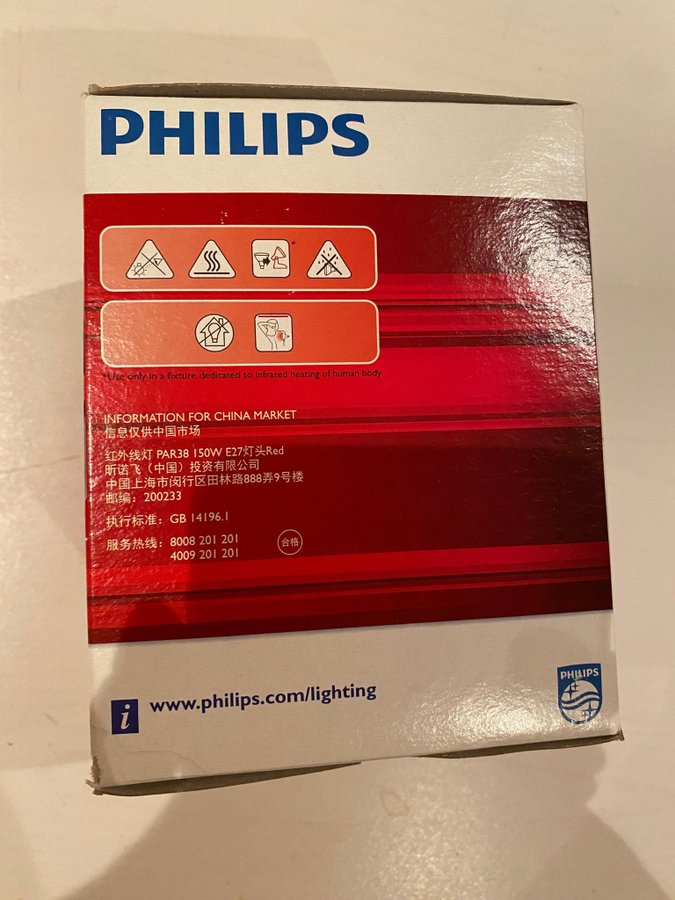 PHILIPS
*
*Use only in a fixture dedicated to infrared heating of human body
INFORMATION FOR CHINA MARKET
信息仅供中国市场
红外线灯 PAR38 150W E27灯头Red
昕诺飞（中国）投资有限公司
中国上海市闵行区田林路888弄9号楼
邮编：200233
执行标准：GB 14196.1
服务热线：8008 201 201
4009 201 201
合格
i www.philips.com/lighting
PHILIPS